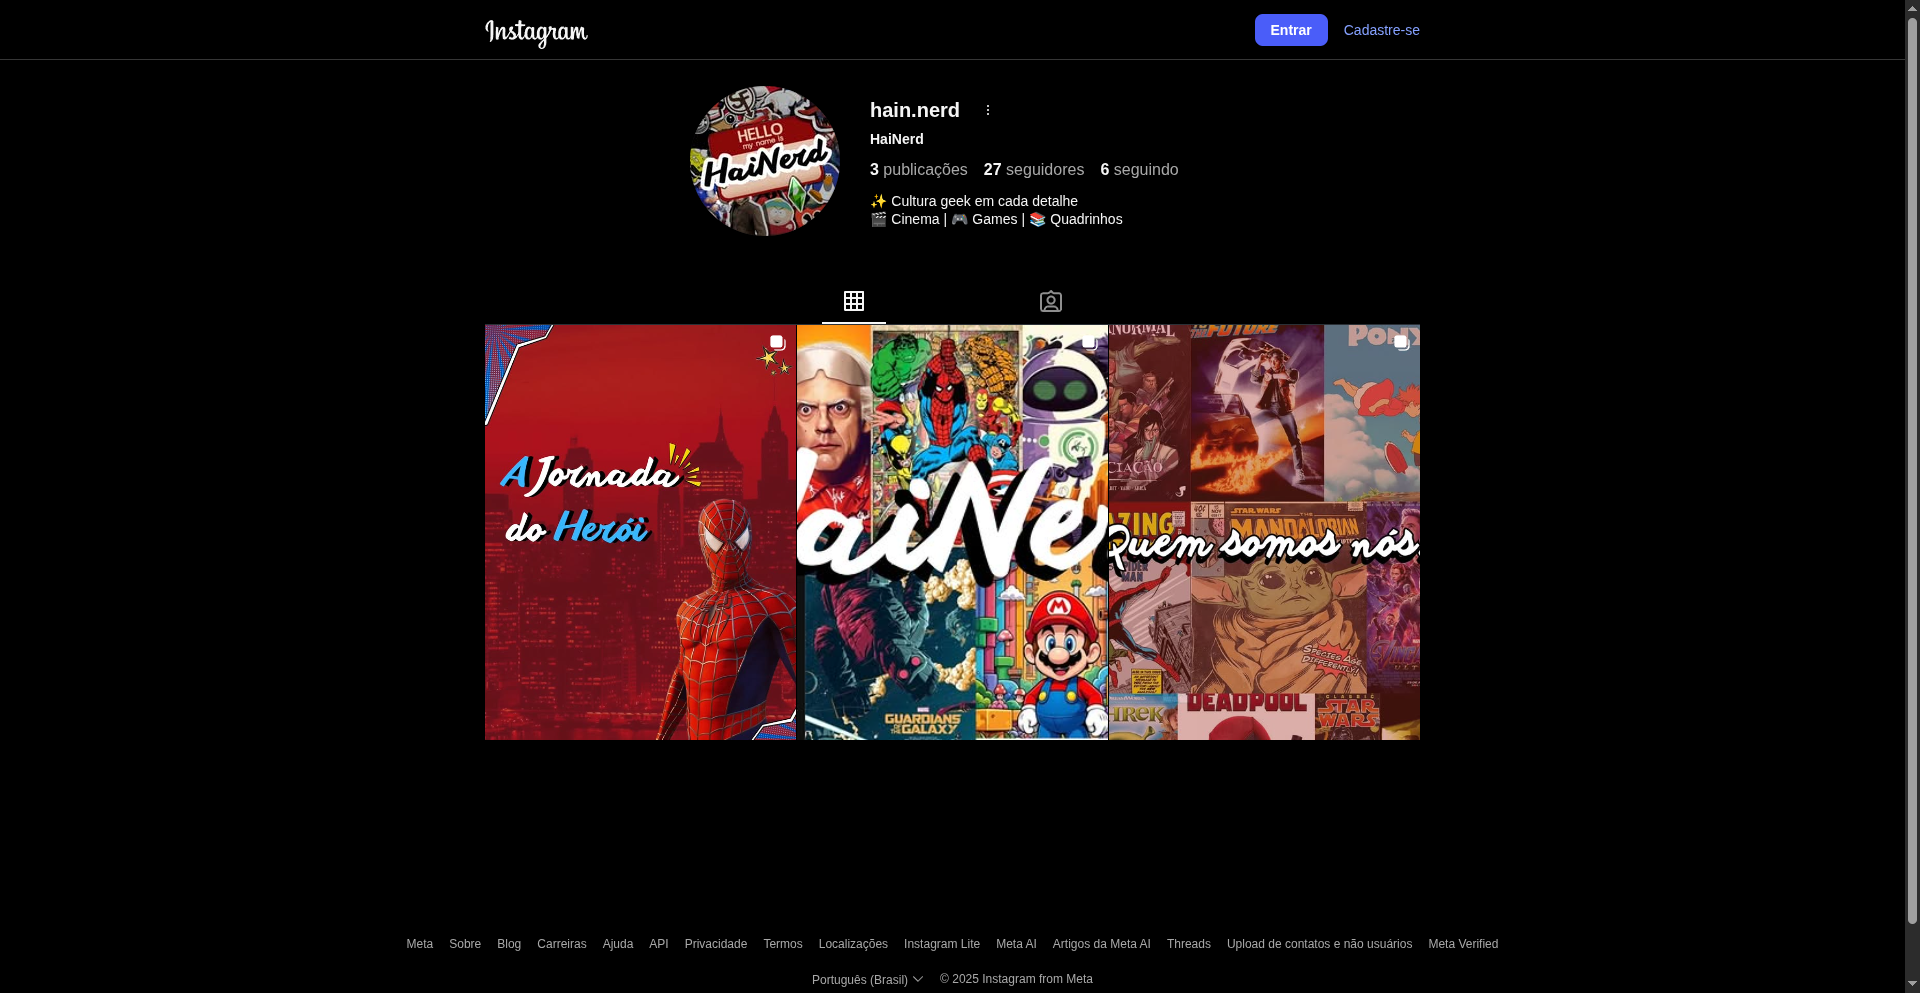 Instagram
Entrar
Cadastre-se
HELLO
my name is
HaiNerd
hain.nerd
HaiNerd
3 publicações 27 seguidores 6 seguindo
✨ Cultura geek em cada detalhe
🎬 Cinema | 🎮 Games | 📚 Quadrinhos
A Jornada
do Herói
aiNe
GUARDIANS
OF THE
GALAXY
FUTURE
CIAÇÃO
STAR WARS
THE
MANDALORIAN
Quem somos nós
MAN
SPECIES AGE
DIFFERENTLY!
DEADPOOL
CLASSIC
STAR
WARS
Meta Sobre Blog Carreiras Ajuda API Privacidade Termos Localizações Instagram Lite Meta AI Artigos da Meta AI Threads Upload de contatos e não usuários Meta Verified
Português (Brasil) © 2025 Instagram from Meta